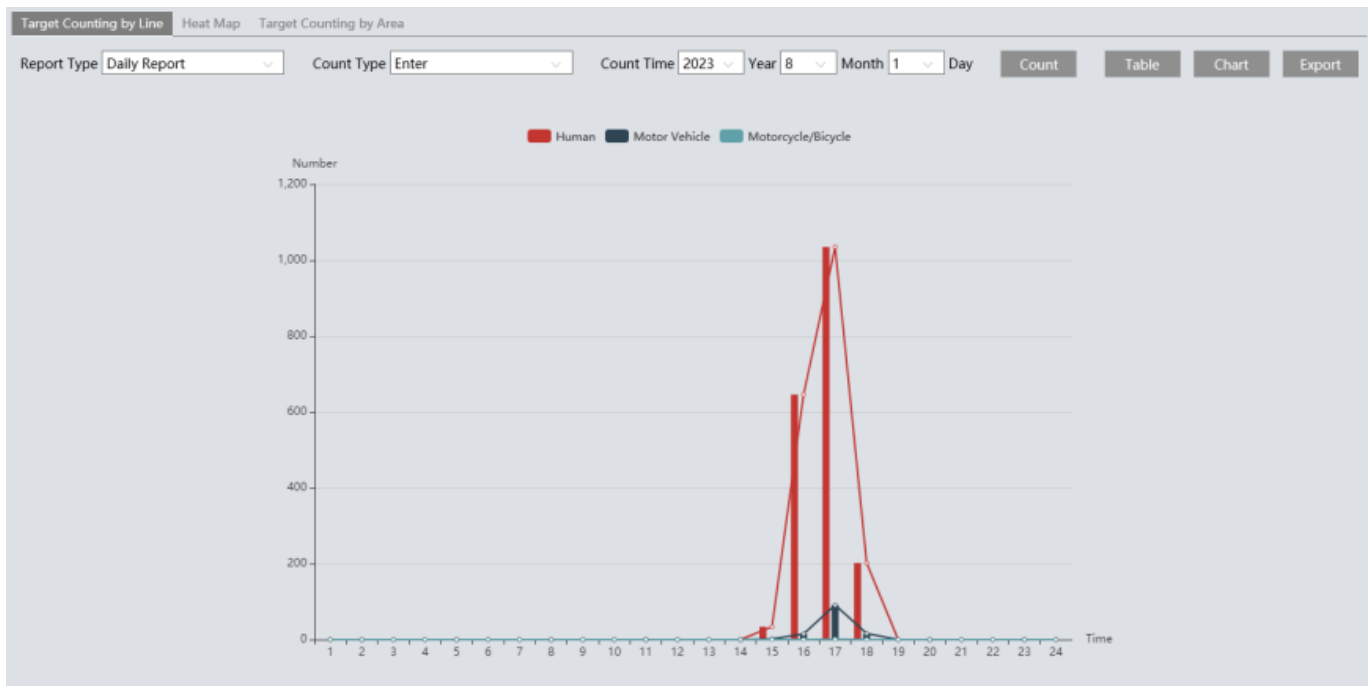 Target Counting by Line Heat Map Target Counting by Area
Report Type Daily Report Count Type Enter Count Time 2023 Year 8 Month 1 Day Count Table Chart Export
Human Motor Vehicle Motorcycle/Bicycle
Number
1,200
1,000
800
600
400
200
0
1 2 3 4 5 6 7 8 9 10 11 12 13 14 15 16 17 18 19 20 21 22 23 24 Time